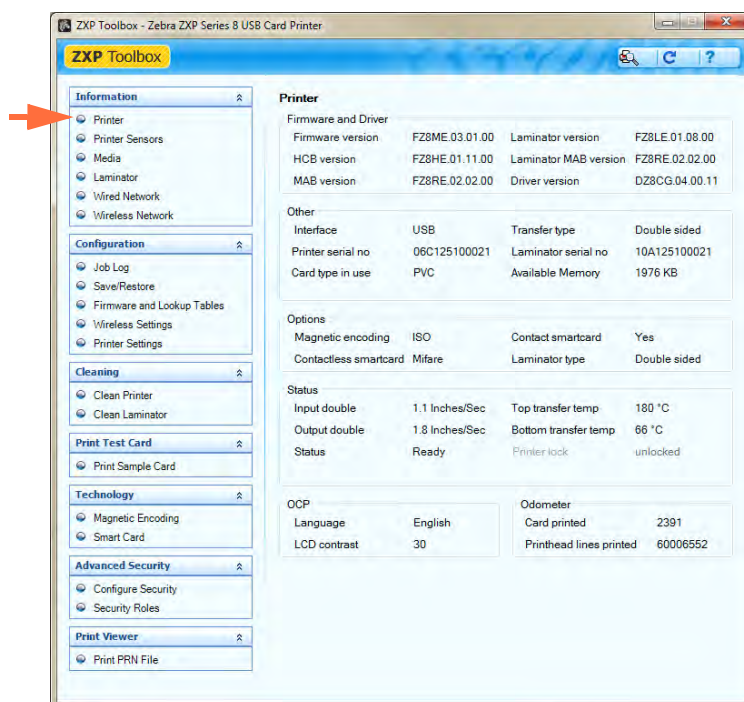 ZXP Toolbox - Zebra ZXP Series 8 USB Card Printer
ZXP Toolbox
?
Information
Printer
Printer Sensors
Media
Laminator
Wired Network
Wireless Network
Configuration
Job Log
Save/Restore
Firmware and Lookup Tables
Wireless Settings
Printer Settings
Cleaning
Clean Printer
Clean Laminator
Print Test Card
Print Sample Card
Technology
Magnetic Encoding
Smart Card
Advanced Security
Configure Security
Security Roles
Print Viewer
Print PRN File
Printer
Firmware and Driver
Firmware version FZ8ME.03.01.00 Laminator version FZ8LE.01.08.00
HCB version FZ8HE.01.11.00 Laminator MAB version FZ8RE.02.02.00
MAB version FZ8RE.02.02.00 Driver version DZ8CG.04.00.11
Other
Interface USB Transfer type Double sided
Printer serial no 06C125100021 Laminator serial no 10A125100021
Card type in use PVC Available Memory 1976 KB
Options
Magnetic encoding ISO Contact smartcard Yes
Contactless smartcard Mifare Laminator type Double sided
Status
Input double 1.1 Inches/Sec Top transfer temp 180 °C
Output double 1.8 Inches/Sec Bottom transfer temp 66 °C
Status Ready Printer lock unlocked
OCP
Language English
LCD contrast 30
Odometer
Card printed 2391
Printhead lines printed 60006552